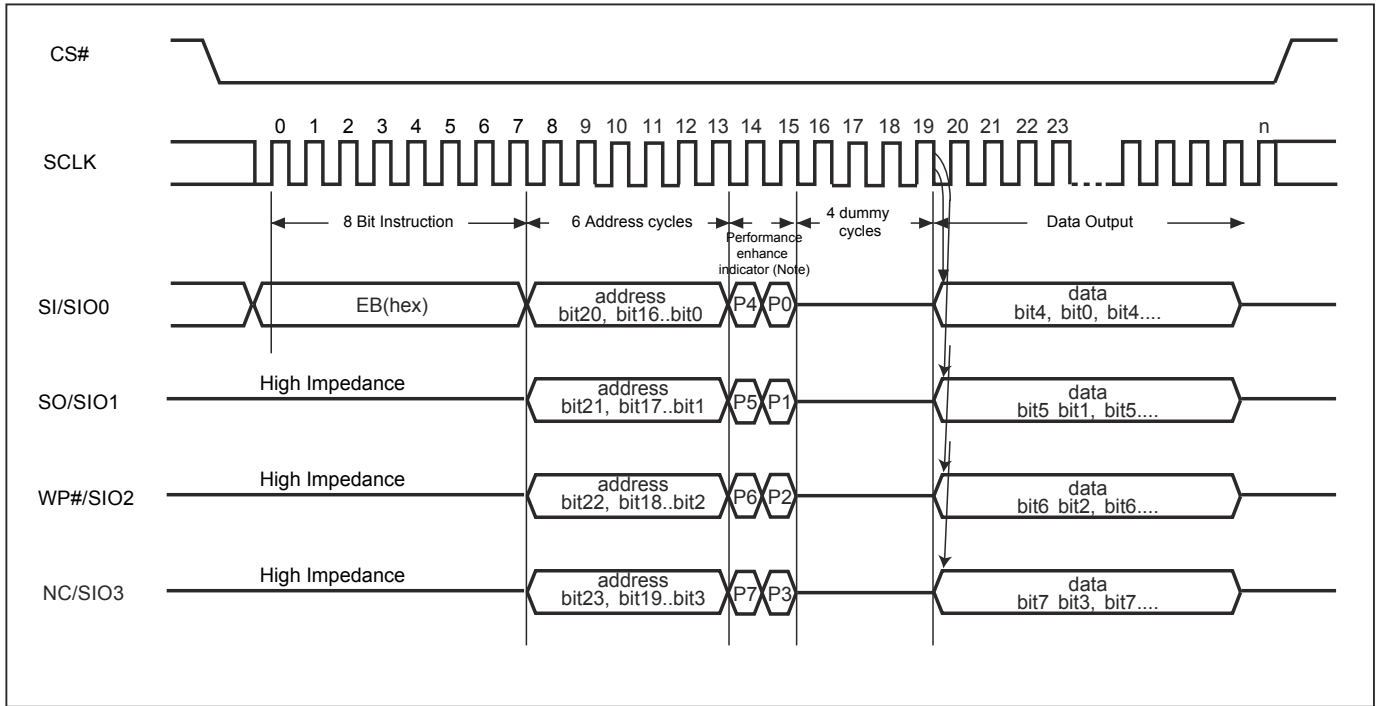 CS#
0 1 2 3 4 5 6 7 8 9 10 11 12 13 14 15 16 17 18 19 20 21 22 23 n
SCLK
8 Bit Instruction
6 Address cycles
Performance
enhance
indicator (Note)
4 dummy
cycles
Data Output
SI/SIO0
EB(hex)
address
bit20, bit16..bit0
P4 P0
data
bit4, bit0, bit4....
SO/SIO1
High Impedance
address
bit21, bit17..bit1
P5 P1
data
bit5 bit1, bit5....
WP#/SIO2
High Impedance
address
bit22, bit18..bit2
P6 P2
data
bit6 bit2, bit6....
NC/SIO3
High Impedance
address
bit23, bit19..bit3
P7 P3
data
bit7 bit3, bit7....